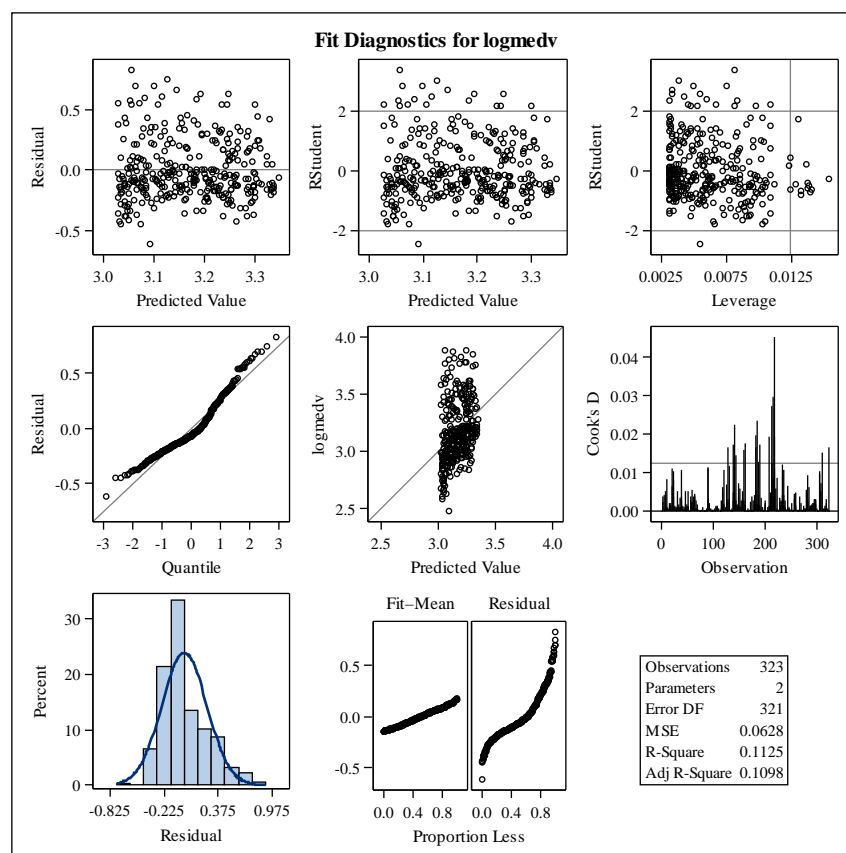 Fit Diagnostics for logmedv
0.5
0.0
-0.5
Residual
3.0 3.1 3.2 3.3
Predicted Value
2
0
-2
RStudent
3.0 3.1 3.2 3.3
Predicted Value
2
0
-2
RStudent
0.0025 0.0075 0.0125
Leverage
0.5
0.0
-0.5
Residual
-3 -2 -1 0 1 2 3
Quantile
4.0
3.5
3.0
2.5
logmedv
2.5 3.0 3.5 4.0
Predicted Value
0.04
0.03
0.02
0.01
0.00
Cook's D
0 100 200 300
Observation
30
20
10
0
Percent
-0.825 -0.225 0.375 0.975
Residual
Fit–Mean Residual
0.5
0.0
-0.5
0.0 0.4 0.8 0.0 0.4 0.8
Proportion Less
Observations 323
Parameters 2
Error DF 321
MSE 0.0628
R-Square 0.1125
Adj R-Square 0.1098